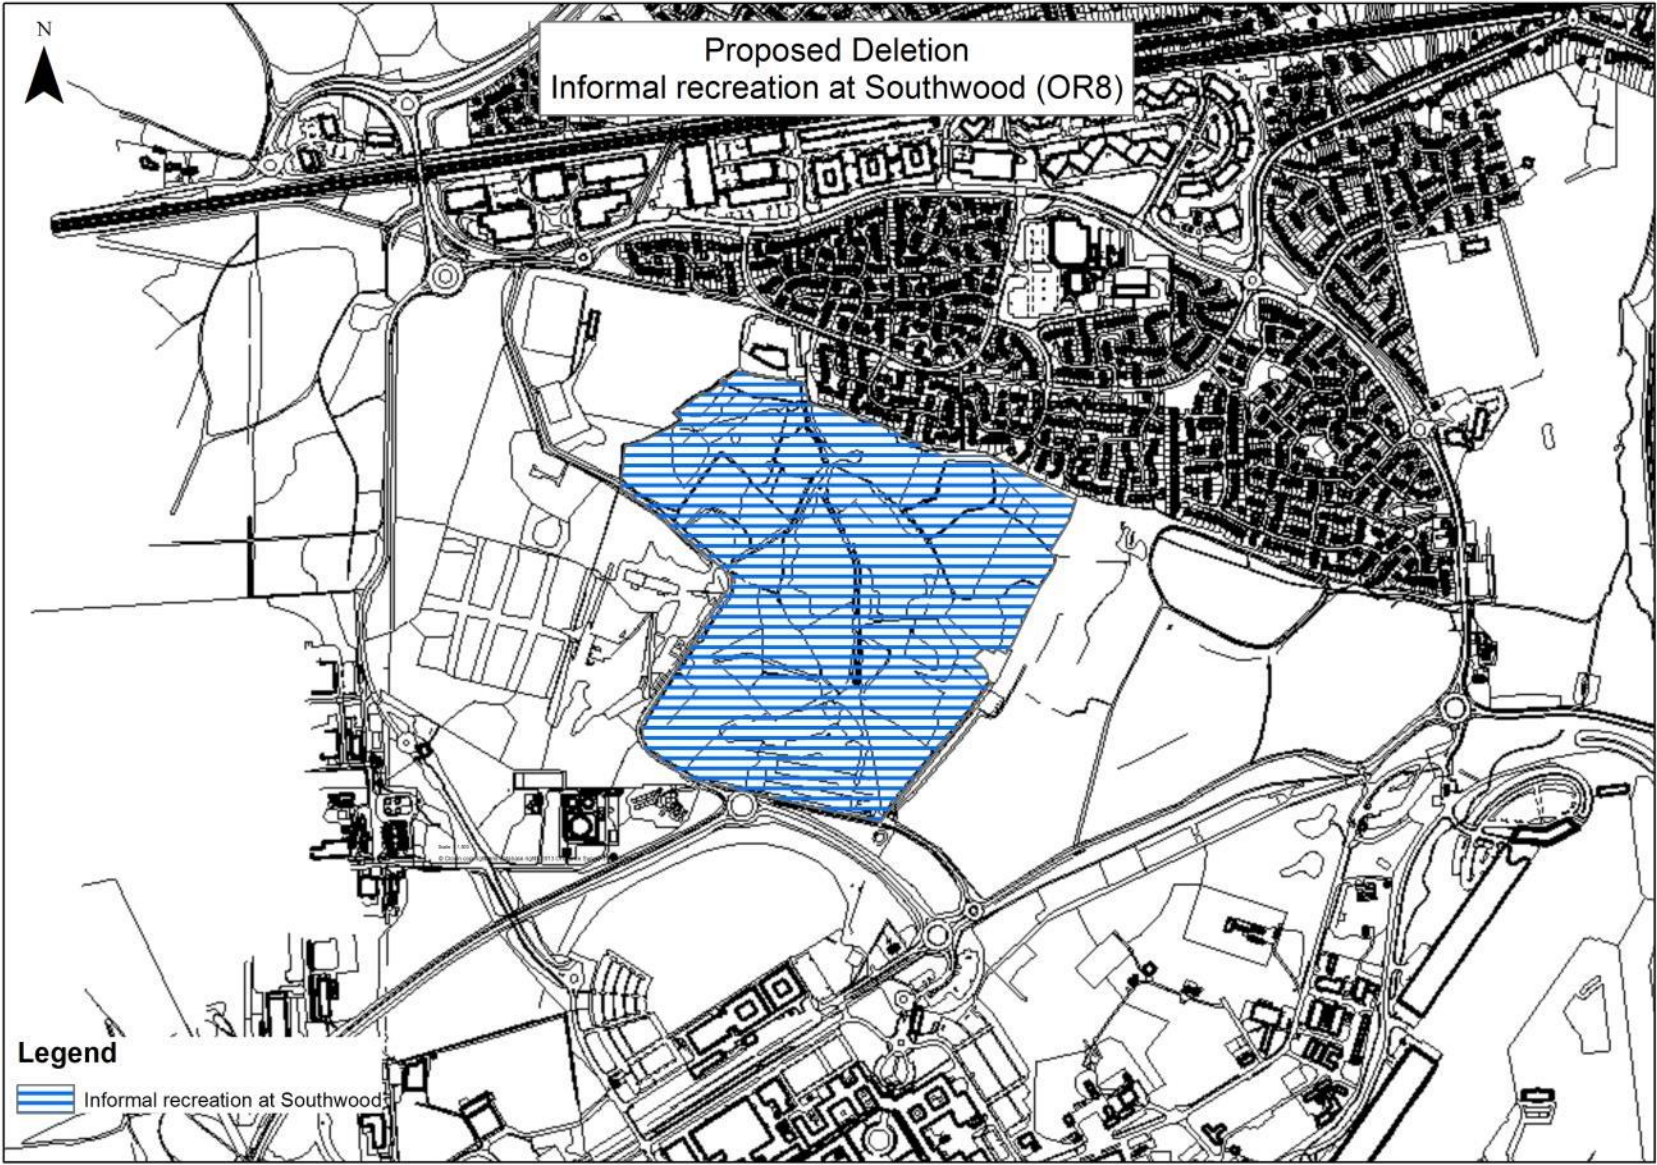 N
Proposed Deletion
Informal recreation at Southwood (OR8)
Legend
Informal recreation at Southwood